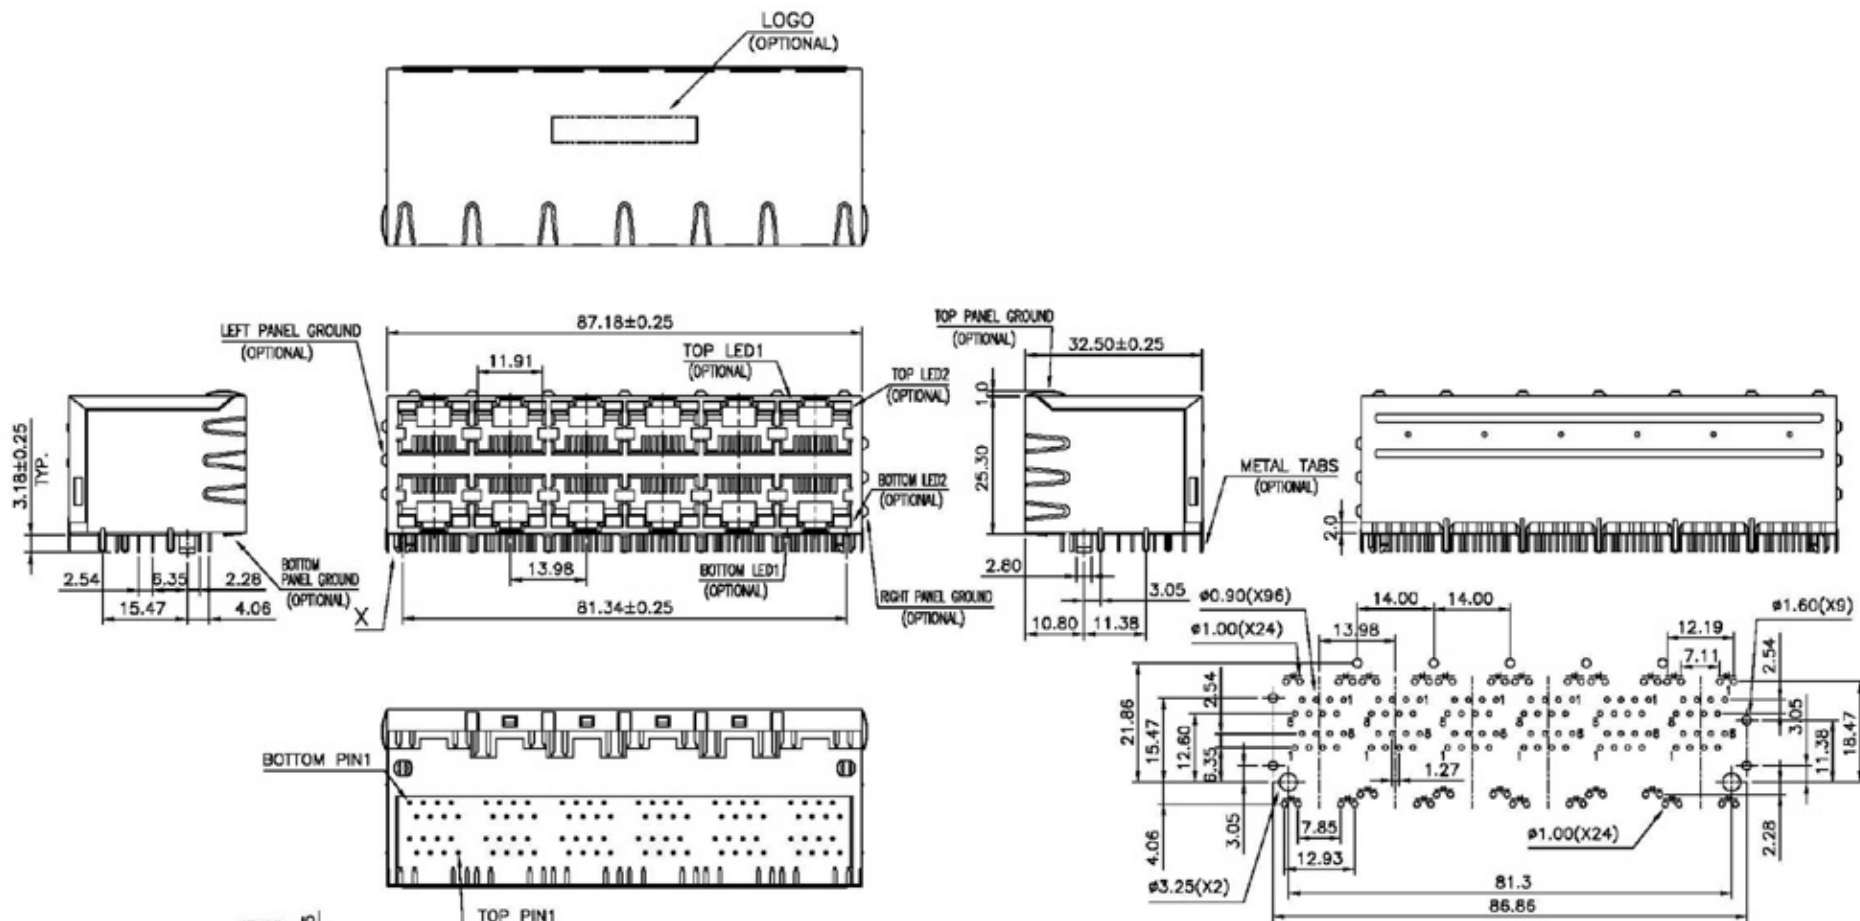 LOGO
(OPTIONAL)
LEFT PANEL GROUND
(OPTIONAL)
87.18±0.25
11.91
TOP LED1
(OPTIONAL)
TOP LED2
(OPTIONAL)
TOP PANEL GROUND
(OPTIONAL)
32.50±0.25
1.0
25.30
3.18±0.25
TYP.
BOTTOM LED2
(OPTIONAL)
METAL TABS
(OPTIONAL)
2.0
2.54
6.35
2.28
15.47
4.06
BOTTOM
PANEL GROUND
(OPTIONAL)
X
13.98
BOTTOM LED1
(OPTIONAL)
81.34±0.25
RIGHT PANEL GROUND
(OPTIONAL)
2.80
3.05
10.80
11.38
ø0.90(X96)
14.00
14.00
ø1.60(X9)
ø1.00(X24)
13.98
12.19
7.11
2.54
2.54
21.86
15.47
12.60
6.35
3.05
11.38
18.47
1.27
4.06
3.05
7.85
12.93
ø1.00(X24)
2.28
ø3.25(X2)
81.3
86.86
BOTTOM PIN1
TOP PIN1